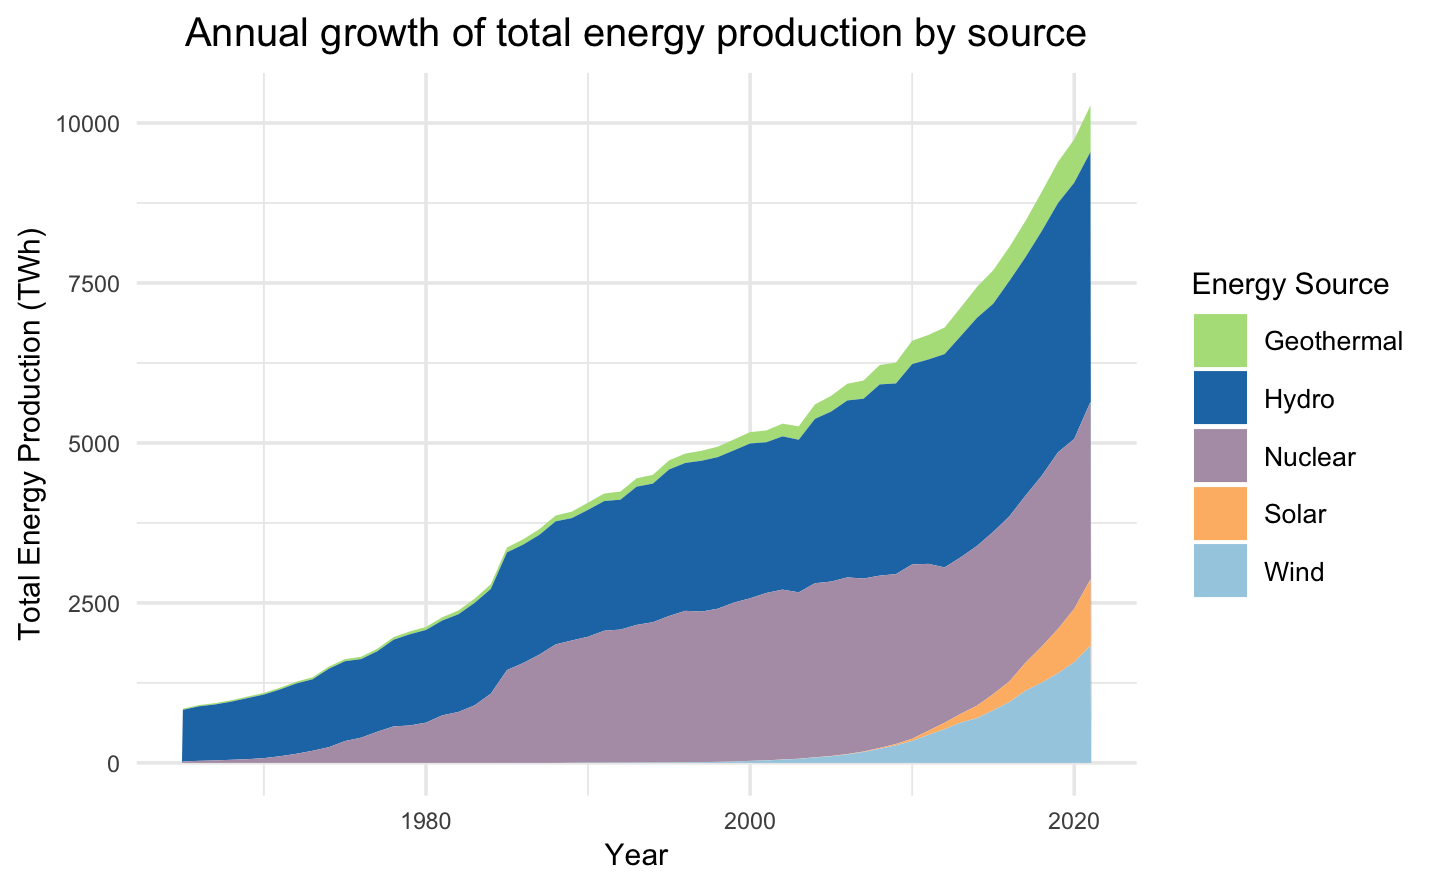 Annual growth of total energy production by source
Total Energy Production (TWh)
10000
7500
5000
2500
0
1980
2000
2020
Year
Energy Source
Geothermal
Hydro
Nuclear
Solar
Wind